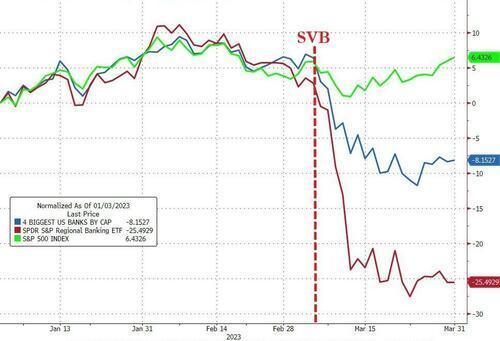 SVB
10
6.4326
5
0
-5
-8.1527
-10
-15
-20
-25.4929
-30
Normalized As Of 01/03/2023
Last Price
4 BIGGEST US BANKS BY CAP -8.1527
SPDR S&P Regional Banking ETF -25.4929
S&P 500 INDEX 6.4326
Jan 13 Jan 31 Feb 14 Feb 28 Mar 15 Mar 31
2023